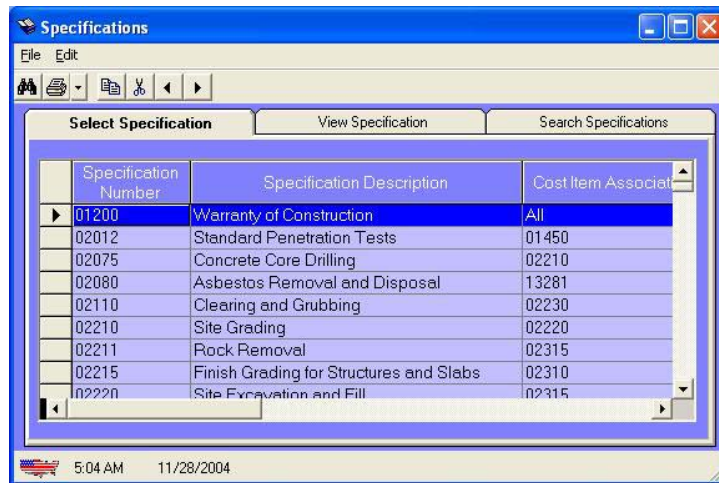 Specifications
File Edit
Select Specification View Specification Search Specifications
Specification Number Specification Description Cost Item Associat
01200 Warranty of Construction All
02012 Standard Penetration Tests 01450
02075 Concrete Core Drilling 02210
02080 Asbestos Removal and Disposal 13281
02110 Clearing and Grubbing 02230
02210 Site Grading 02220
02211 Rock Removal 02315
02215 Finish Grading for Structures and Slabs 02310
02220 Site Excavation and Fill 02315
5:04 AM 11/28/2004